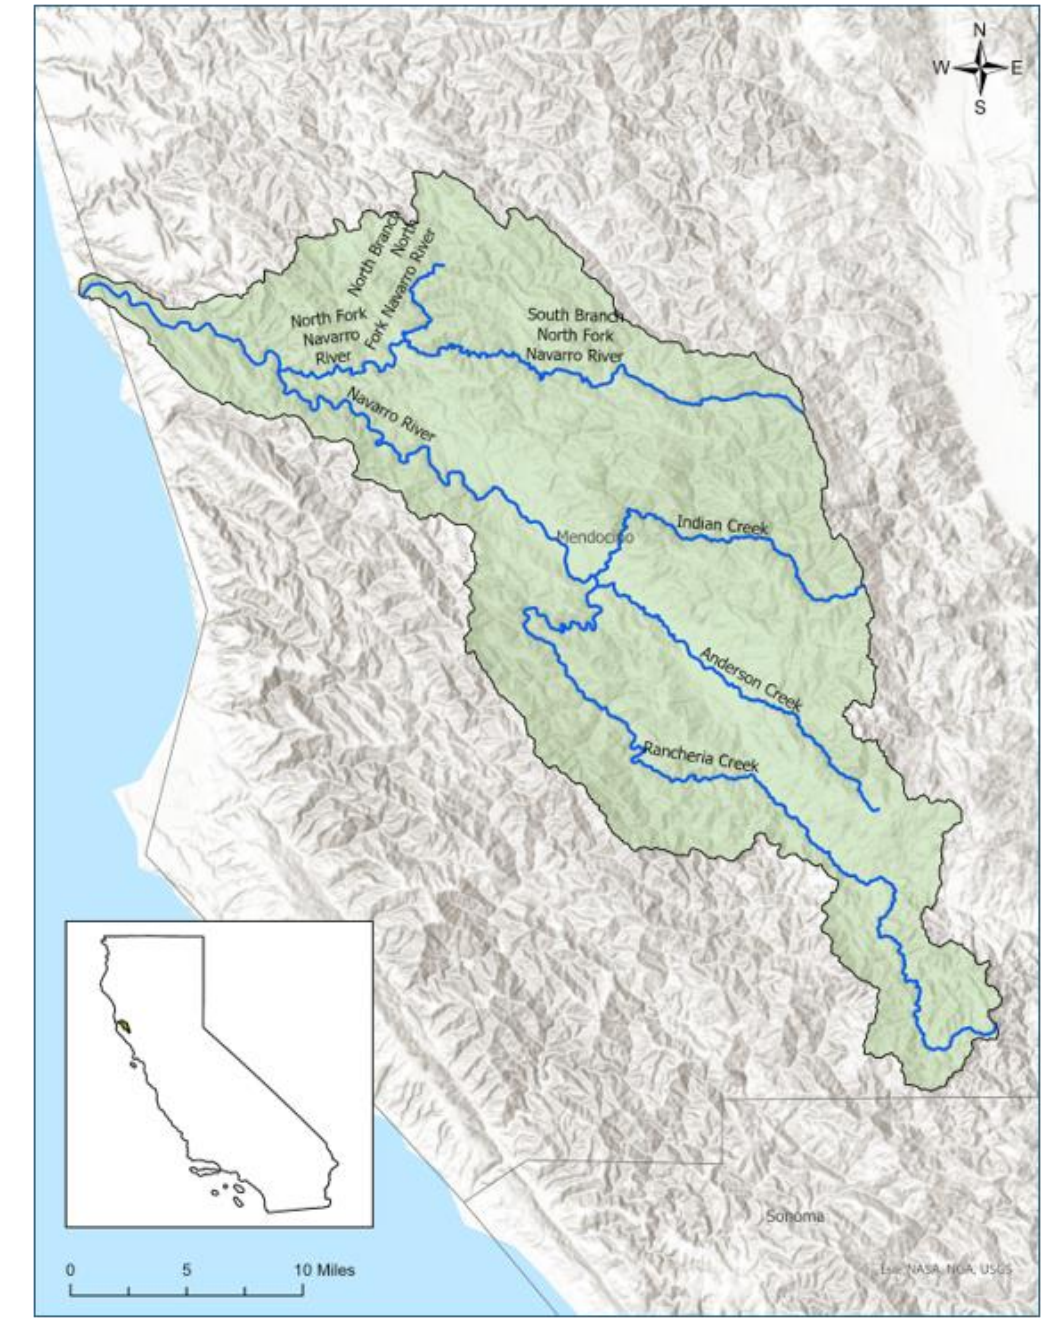 N
W E
S
North Branch
North
Fork Navarro River
North Fork
Navarro
River
South Branch
North Fork
Navarro River
Navarro River
Mendocino
Indian Creek
Anderson Creek
Rancheria Creek
Sonoma
0 5 10 Miles
Esri, NASA, NGA, USGS